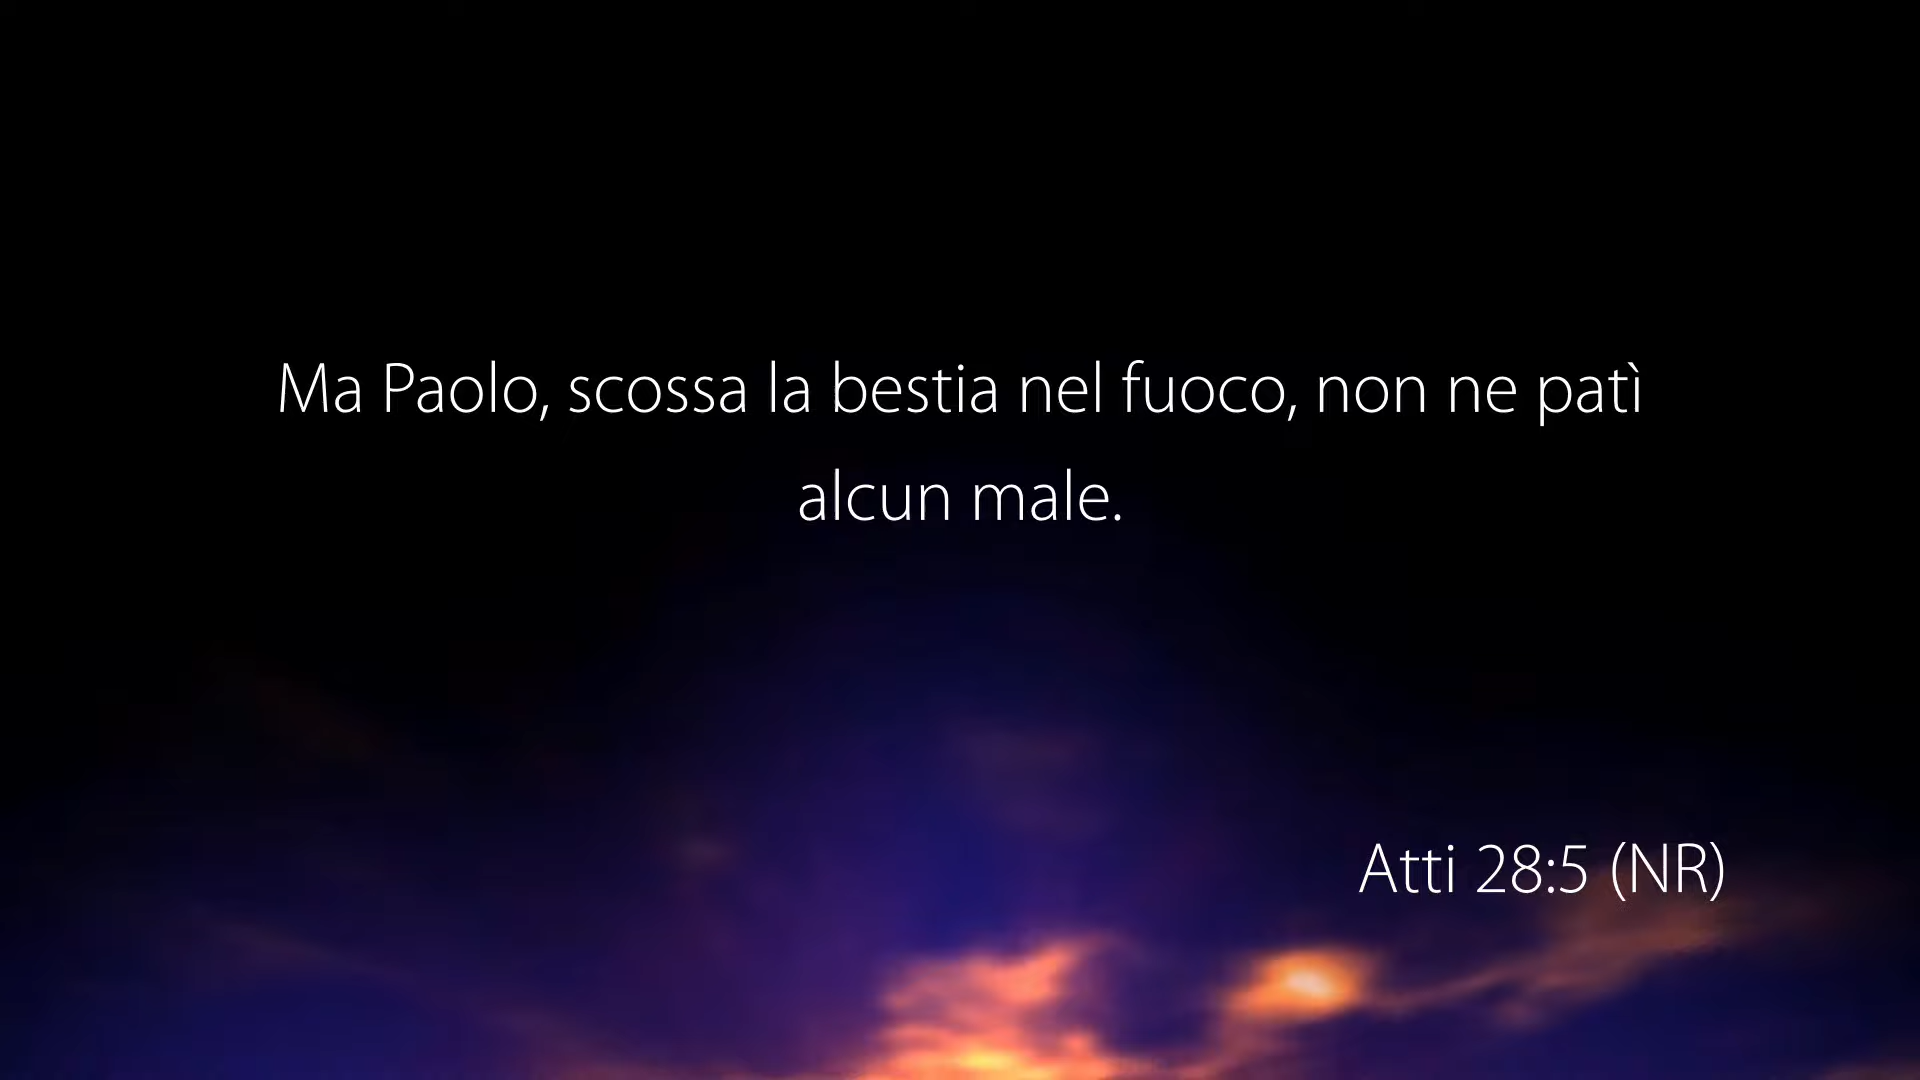 Ma Paolo, scossa la bestia nel fuoco, non ne patì
alcun male.
Atti 28:5 (NR)